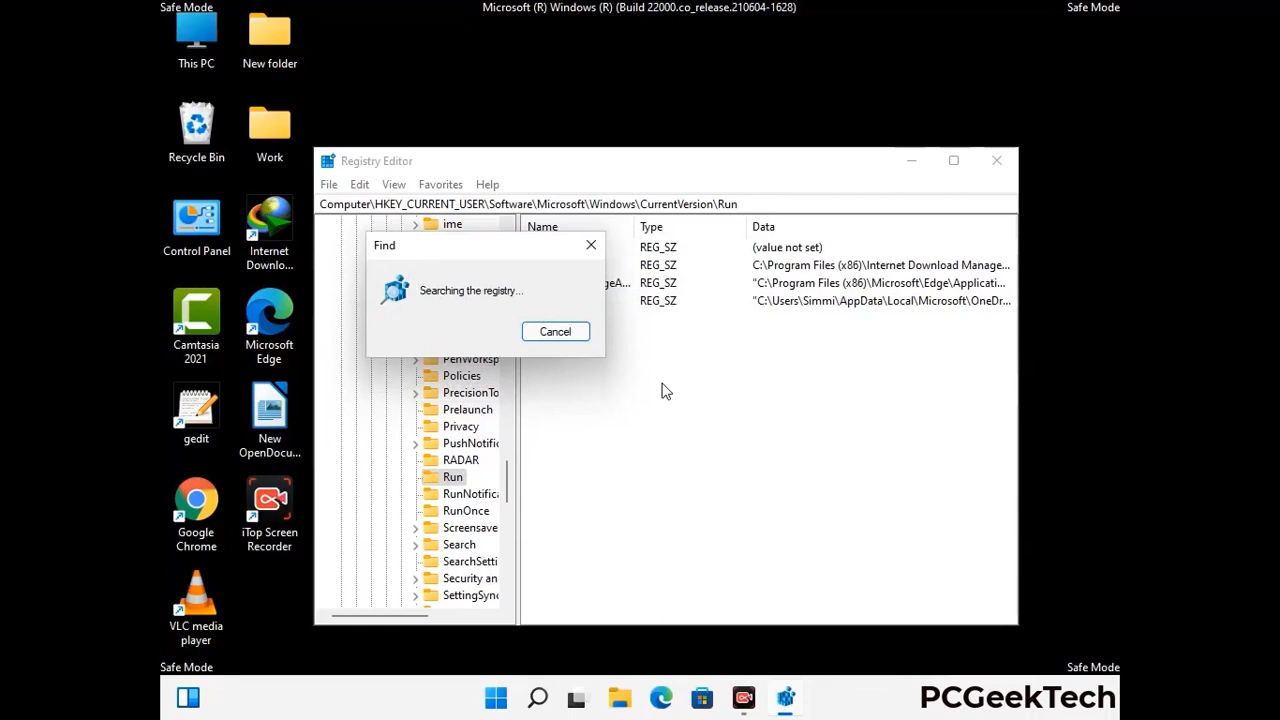 Safe Mode
Microsoft (R) Windows (R) (Build 22000.co_release.210604-1628)
Safe Mode
This PC
New folder
Recycle Bin
Work
Control Panel
Internet
Downlo...
Camtasia
2021
Microsoft
Edge
gedit
New
OpenDocu...
Google
Chrome
iTop Screen
Recorder
VLC media
player
Registry Editor
File
Edit
View
Favorites
Help
Computer\HKEY_CURRENT_USER\Software\Microsoft\Windows\CurrentVersion\Run
ime
PenWorksp
Policies
PrecisionTo
Prelaunch
Privacy
PushNotific
RADAR
Run
RunNotifica
RunOnce
Screensave
Search
SearchSetti
Security an
SettingSync
Name
Type
Data
REG_SZ
(value not set)
REG_SZ
C:\Program Files (x86)\Internet Download Manage...
geA...
REG_SZ
"C:\Program Files (x86)\Microsoft\Edge\Applicati...
REG_SZ
"C:\Users\Simmi\AppData\Local\Microsoft\OneDr...
Find
Searching the registry...
Cancel
Safe Mode
Safe Mode
PCGeekTech